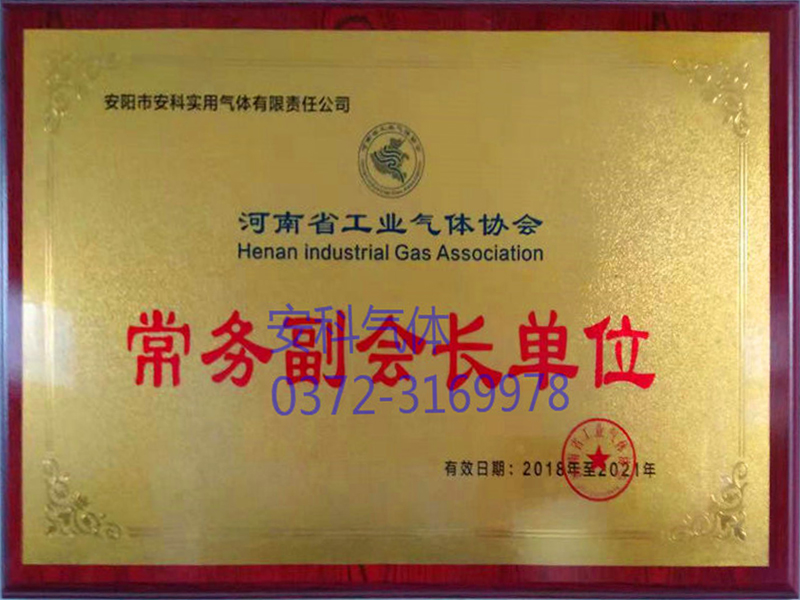 安阳市安科实用气体有限责任公司
河南省工业气体协会
Henan industrial Gas Association
常务副会长单位
安科气体
0372-3169978
有效日期：2018年至2021年